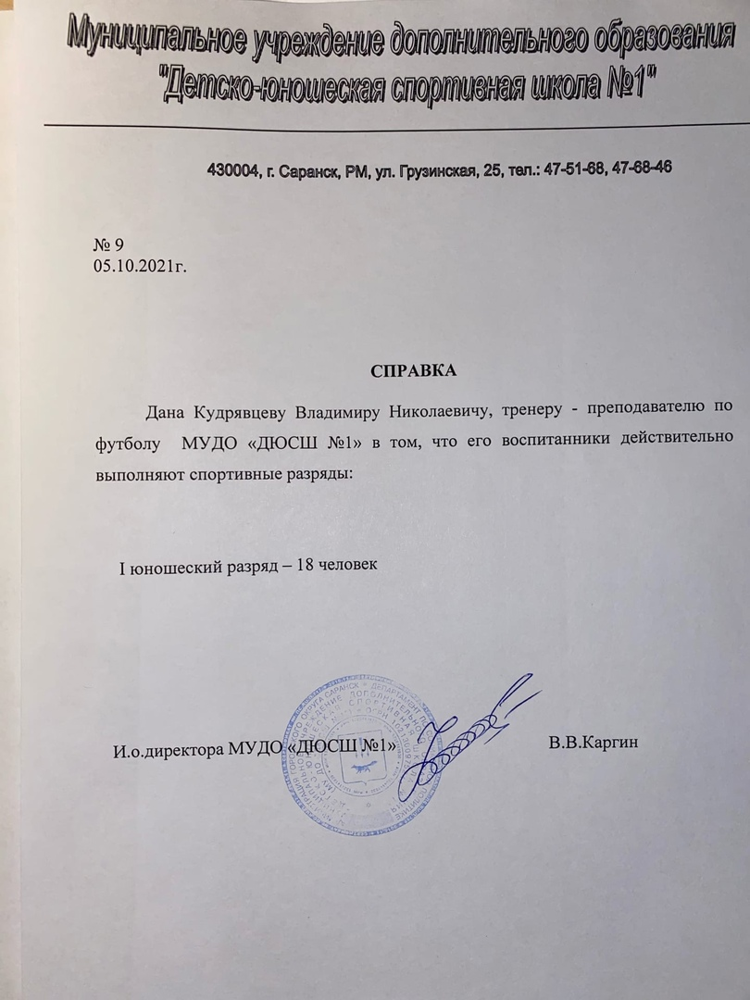 Муниципальное учреждение дополнительного образования
"Детско-юношеская спортивная школа №1"
430004, г. Саранск, РМ, ул. Грузинская, 25, тел.: 47-51-68, 47-68-46
№ 9
05.10.2021г.
СПРАВКА
Дана Кудрявцеву Владимиру Николаевичу, тренеру - преподавателю по
футболу МУДО «ДЮСШ №1» в том, что его воспитанники действительно
выполняют спортивные разряды:
I юношеский разряд – 18 человек
И.о.директора МУДО «ДЮСШ №1»
В.В.Каргин